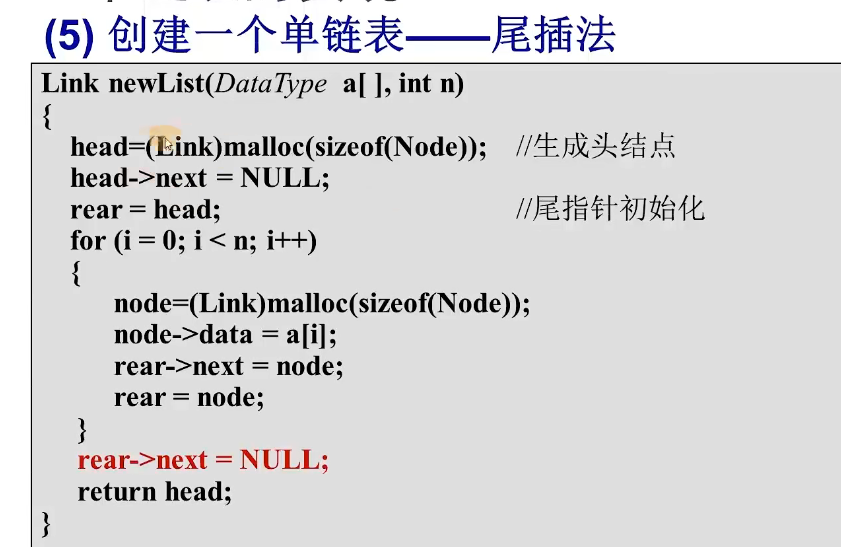 (5) 创建一个单链表——尾插法
Link newList(DataType a[ ], int n)
{
head=(Link)malloc(sizeof(Node)); //生成头结点
head->next = NULL;
rear = head; //尾指针初始化
for (i = 0; i < n; i++)
{
node=(Link)malloc(sizeof(Node));
node->data = a[i];
rear->next = node;
rear = node;
}
rear->next = NULL;
return head;
}